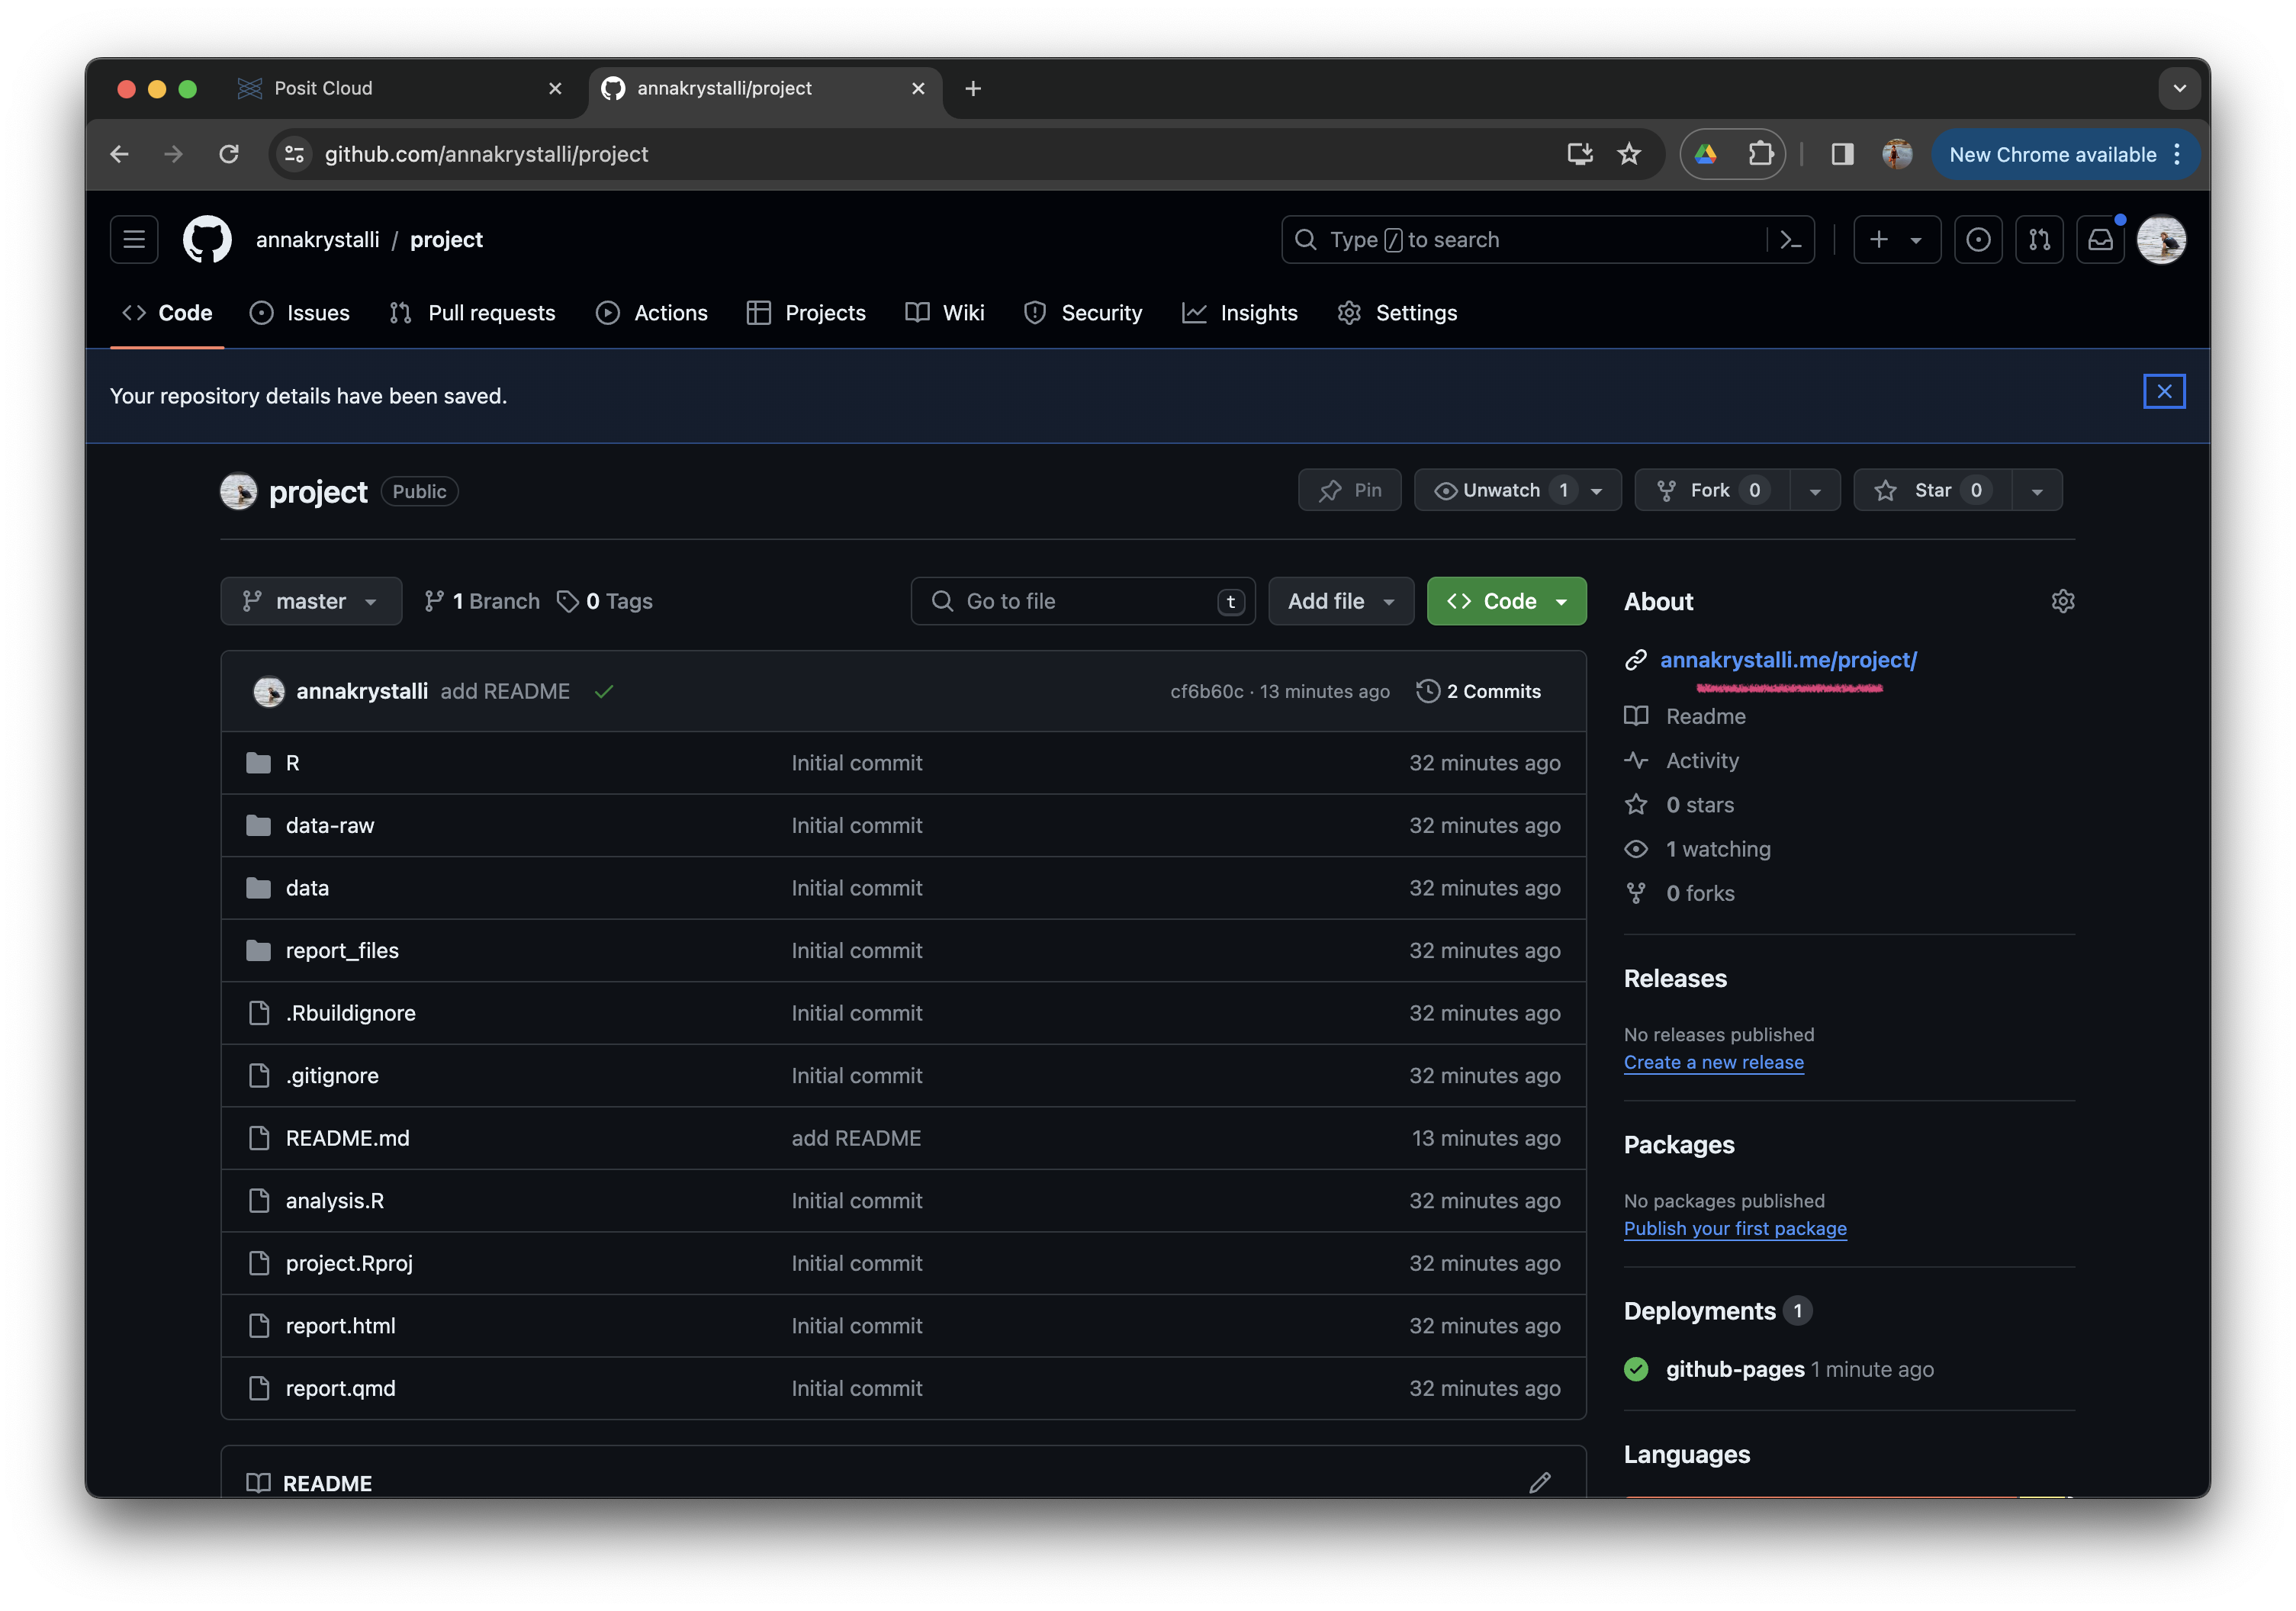 Posit Cloud
annakrystalli/project
github.com/annakrystalli/project
New Chrome available
annakrystalli / project
Type / to search
Code Issues Pull requests Actions Projects Wiki Security Insights Settings
Your repository details have been saved.
project Public
Pin Unwatch 1 Fork 0 Star 0
master 1 Branch 0 Tags Go to file t Add file Code
annakrystalli add README cf6b60c · 13 minutes ago 2 Commits
R Initial commit 32 minutes ago
data-raw Initial commit 32 minutes ago
data Initial commit 32 minutes ago
report_files Initial commit 32 minutes ago
.Rbuildignore Initial commit 32 minutes ago
.gitignore Initial commit 32 minutes ago
README.md add README 13 minutes ago
analysis.R Initial commit 32 minutes ago
project.Rproj Initial commit 32 minutes ago
report.html Initial commit 32 minutes ago
report.qmd Initial commit 32 minutes ago
README
About
annakrystalli.me/project/
Readme
Activity
0 stars
1 watching
0 forks
Releases
No releases published
Create a new release
Packages
No packages published
Publish your first package
Deployments 1
github-pages 1 minute ago
Languages